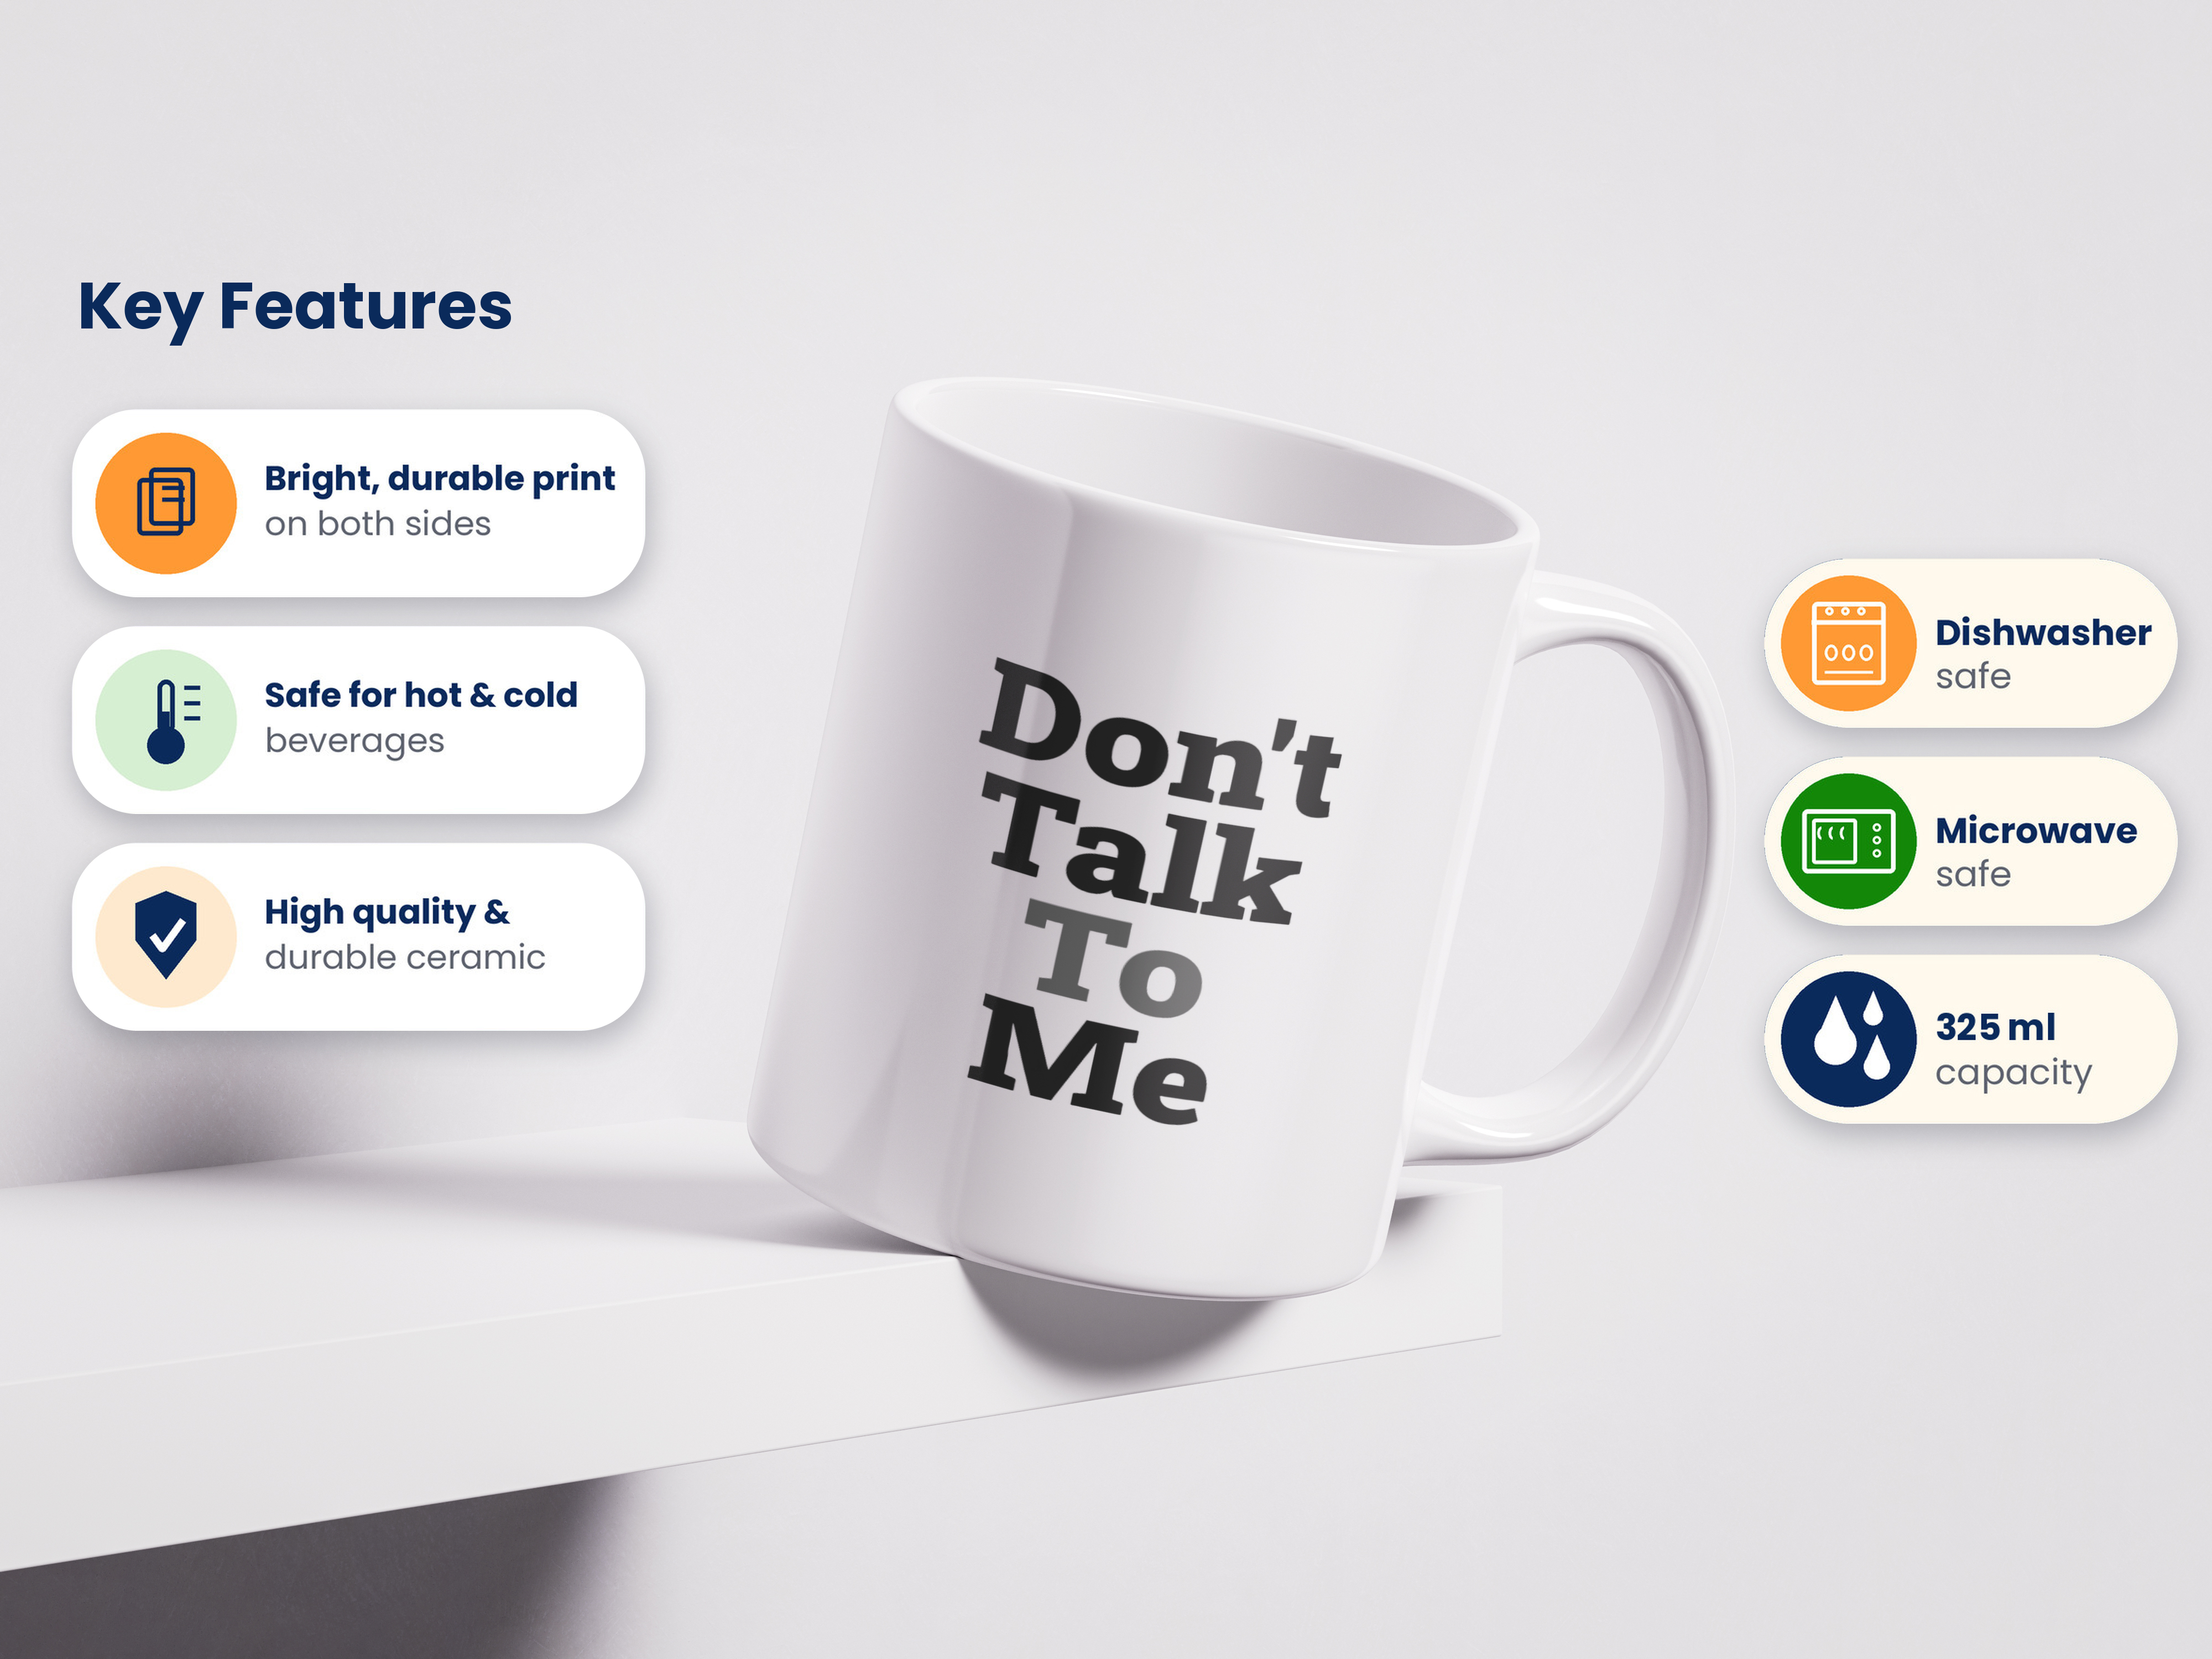 Key Features
Bright, durable print
on both sides
Safe for hot & cold
beverages
High quality &
durable ceramic
Don't
Talk
To
Me
Dishwasher
safe
Microwave
safe
325 ml
capacity